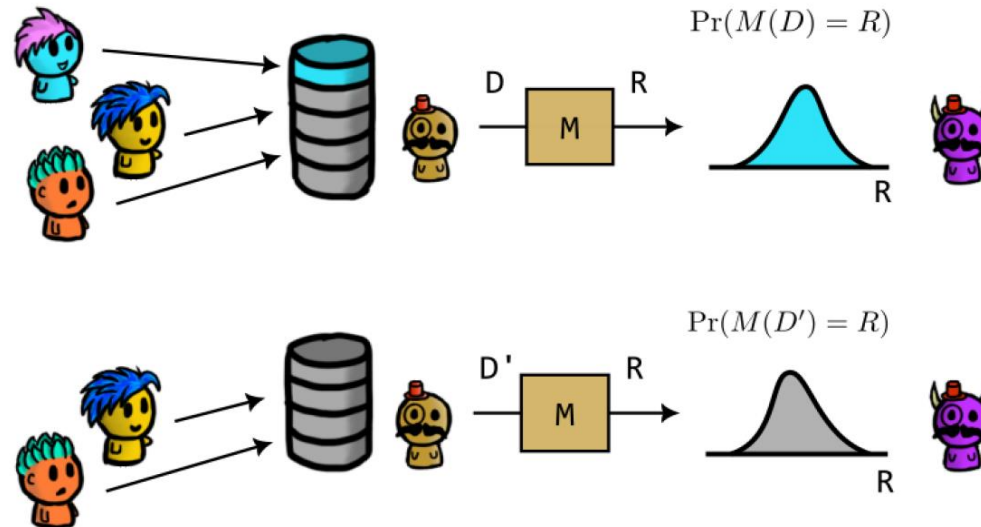 Pr(M(D) = R)
D
R
M
R
Pr(M(D′) = R)
D'
R
M
R